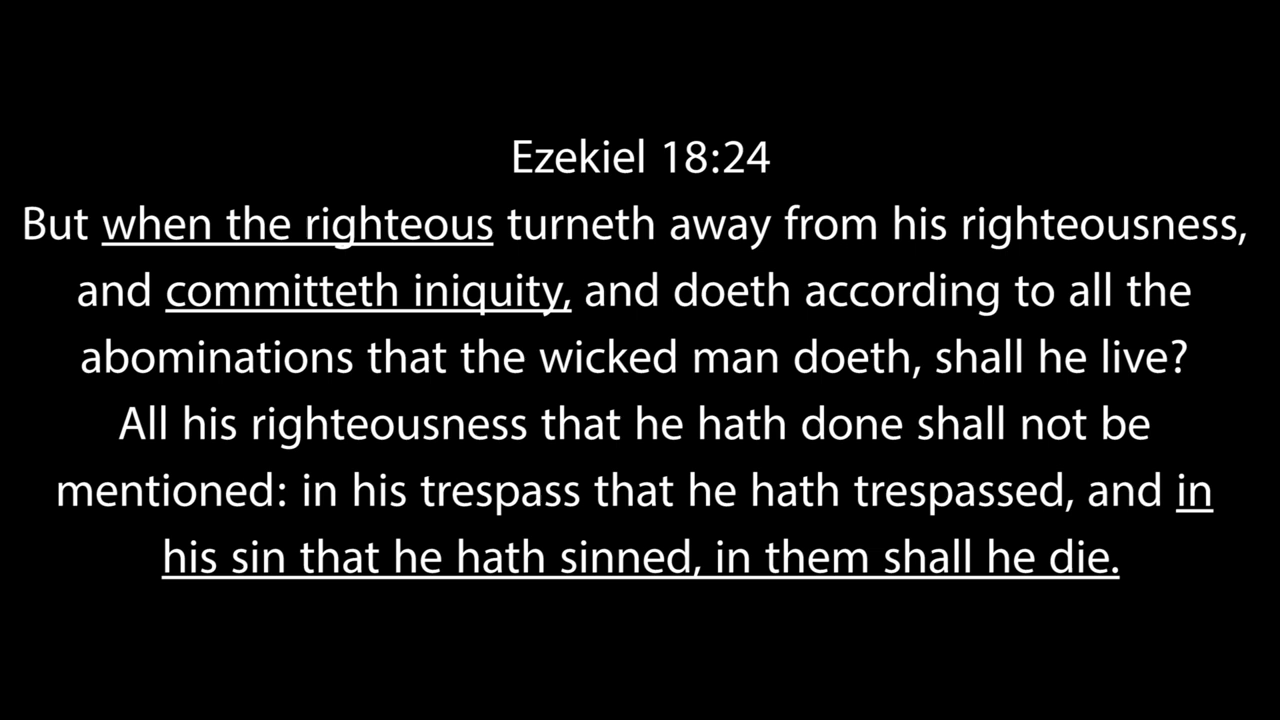 Ezekiel 18:24
But when the righteous turneth away from his righteousness,
and committeth iniquity, and doeth according to all the
abominations that the wicked man doeth, shall he live?
All his righteousness that he hath done shall not be
mentioned: in his trespass that he hath trespassed, and in
his sin that he hath sinned, in them shall he die.